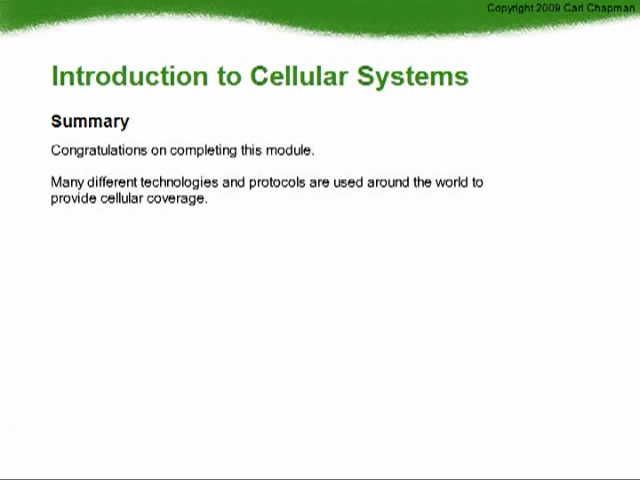 Copyright 2009 Carl Chapman
Introduction to Cellular Systems
Summary
Congratulations on completing this module.
Many different technologies and protocols are used around the world to
provide cellular coverage.